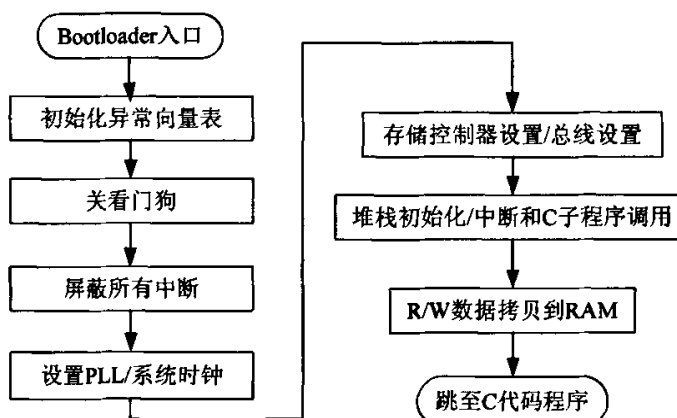 Bootloader入口
初始化异常向量表
关看门狗
屏蔽所有中断
设置PLL/系统时钟
存储控制器设置/总线设置
堆栈初始化/中断和C子程序调用
R/W数据拷贝到RAM
跳至C代码程序